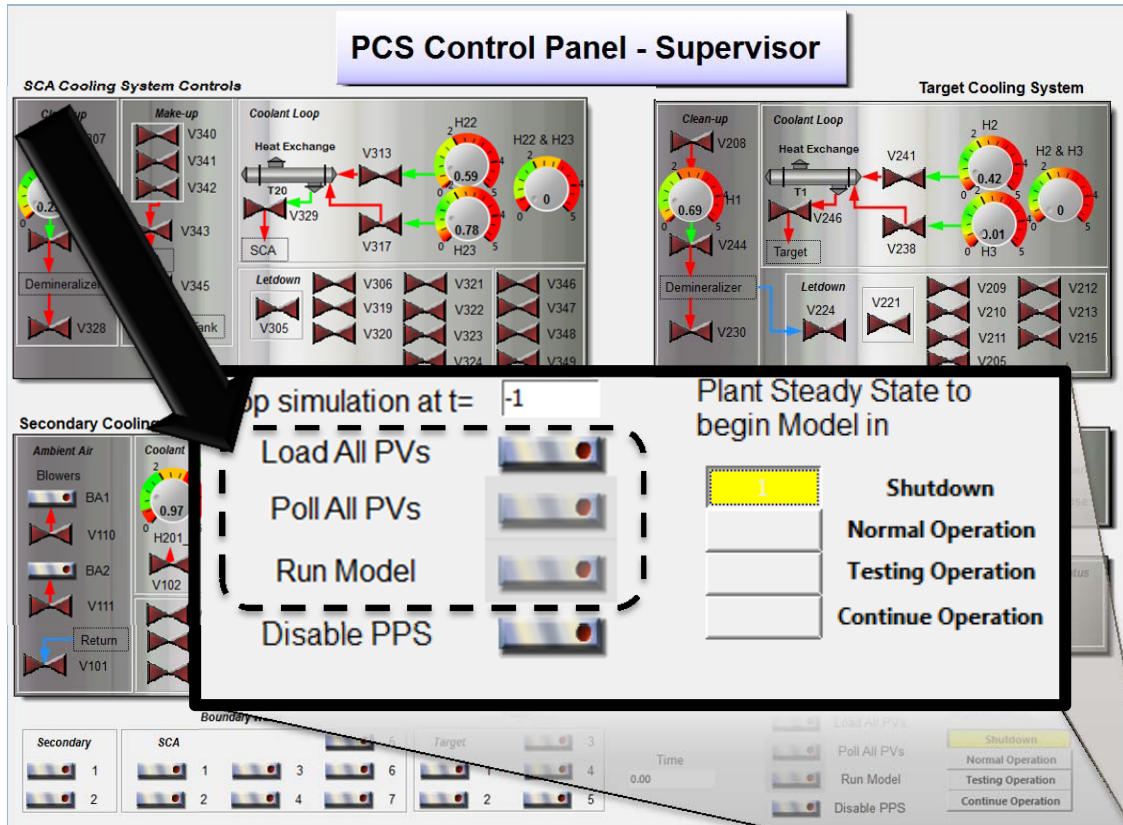 PCS Control Panel - Supervisor
SCA Cooling System Controls
Make-up
V340
V341
V342
V343
V345
Demineralizer
V328
Coolant Loop
Heat Exchange
T20
V329
SCA
V313
V317
H22
0.59
0.78
H23
H22 & H23
0
Letdown
V305
V306
V319
V320
V321
V322
V323
V324
V346
V347
V348
V349
Target Cooling System
Clean-up
V208
H1
0.69
V244
Demineralizer
V230
Coolant Loop
Heat Exchange
T1
V246
Target
V241
V238
H2
0.42
H3
H2 & H3
0
Letdown
V224
V221
V209
V210
V211
V205
V212
V213
V215
Secondary
Ambient Air
Blowers
BA1
V110
BA2
V111
Return
V101
Coolant
0.97
V102
simulation at t= -1
Load All PVs
Poll All PVs
Run Model
Disable PPS
Plant Steady State to
begin Model in
1 Shutdown
Normal Operation
Testing Operation
Continue Operation
Boundary
Secondary
1
2
SCA
1 3 5
6
2 4 7
Target
1 3
4
2 5
Time
0.00
Load All PVs
Poll All PVs
Run Model
Disable PPS
Shutdown
Normal Operation
Testing Operation
Continue Operation